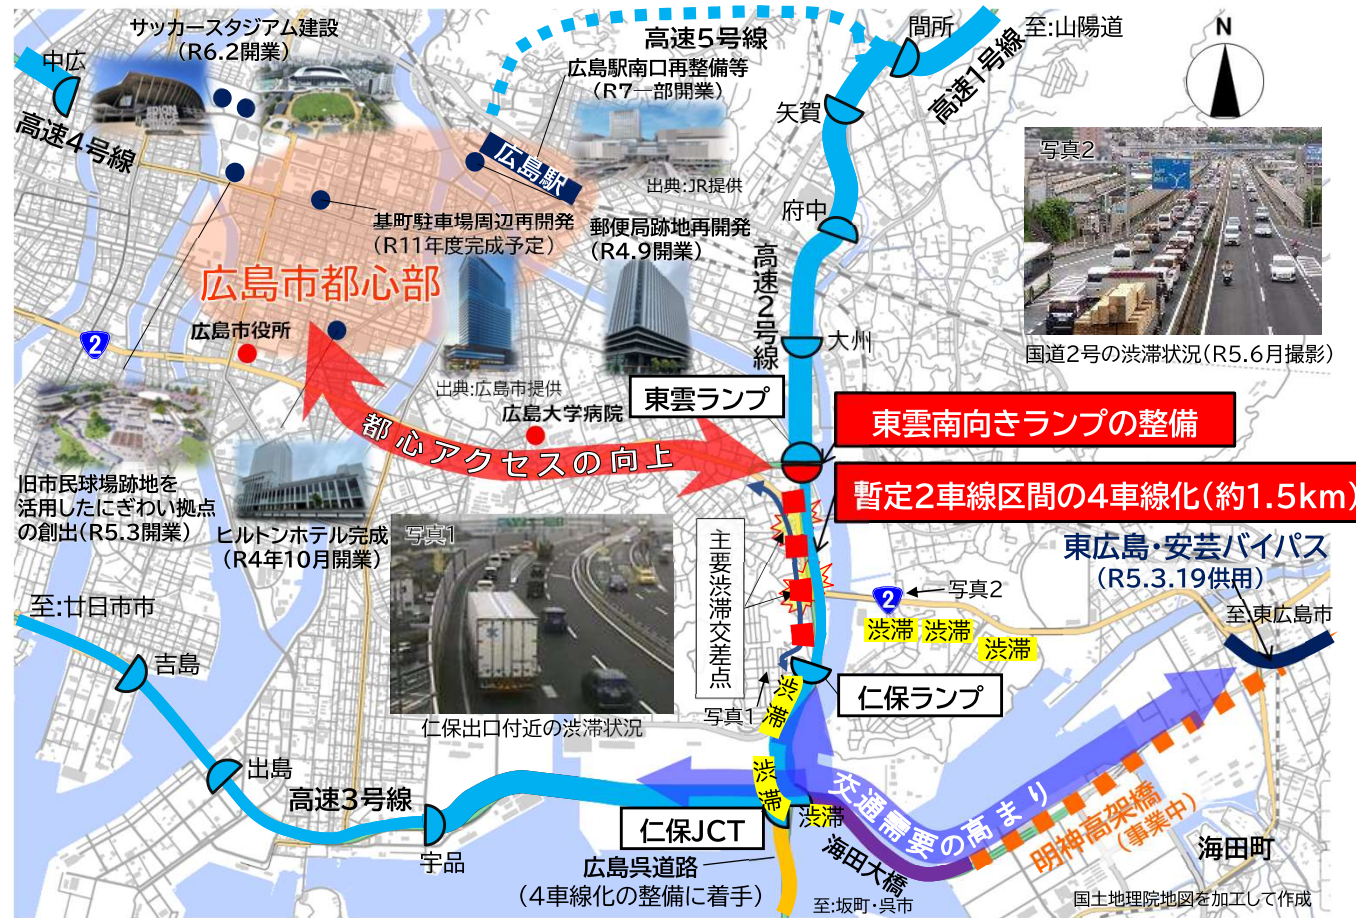 サッカースタジアム建設
(R6.2開業)
中広
高速4号線
高速5号線
間所
至:山陽道
高速1号線
N
広島駅南口再整備等
(R7一部開業)
矢賀
写真2
広島駅
出典:JR提供
府中
基町駐車場周辺再開発
(R11年度完成予定)
郵便局跡地再開発
(R4.9開業)
高速2号線
広島市都心部
2
広島市役所
大州
国道2号の渋滞状況(R5.6月撮影)
出典:広島市提供
東雲ランプ
広島大学病院
東雲南向きランプの整備
都心アクセスの向上
暫定2車線区間の4車線化(約1.5km)
旧市民球場跡地を
活用したにぎわい拠点
の創出(R5.3開業)
ヒルトンホテル完成
(R4年10月開業)
写真1
主要渋滞交差点
東広島・安芸バイパス
(R5.3.19供用)
2
写真2
至:廿日市市
渋滞
渋滞
渋滞
至:東広島市
吉島
仁保ランプ
写真1
渋滞
仁保出口付近の渋滞状況
出島
高速3号線
渋滞
交通需要の高まり
明神高架橋
(事業中)
仁保JCT
渋滞
宇品
海田大橋
海田町
広島呉道路
(4車線化の整備に着手)
至:坂町・呉市
国土地理院地図を加工して作成